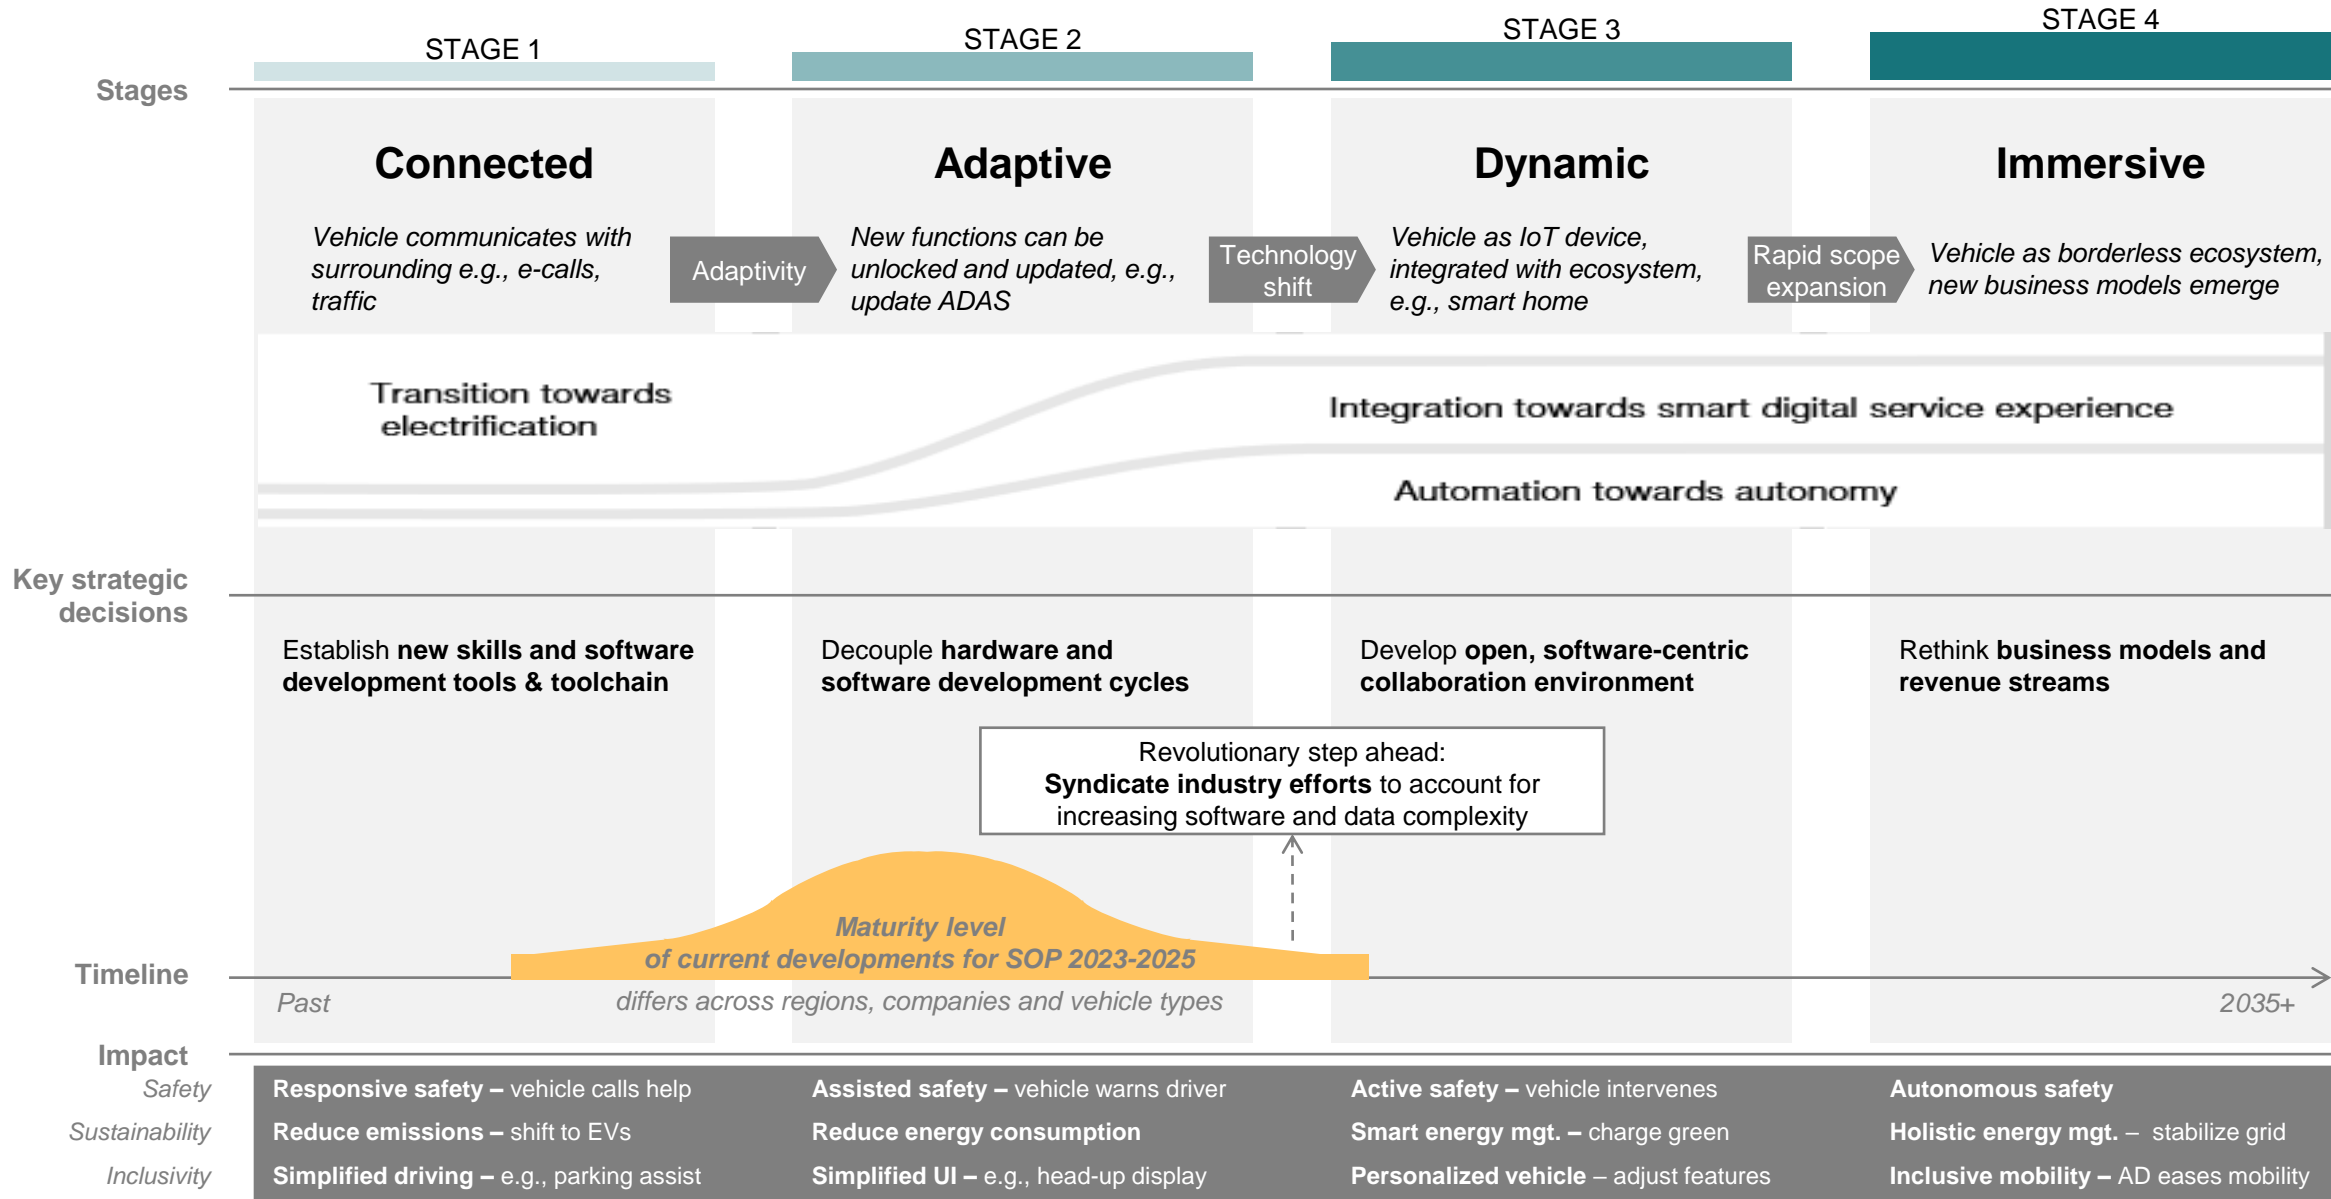 STAGE 1
STAGE 2
STAGE 3
STAGE 4
Stages
Connected
Adaptive
Dynamic
Immersive
Vehicle communicates with
surrounding e.g., e-calls,
traffic
Adaptivity
New functions can be
unlocked and updated, e.g.,
update ADAS
Technology
shift
Vehicle as IoT device,
integrated with ecosystem,
e.g., smart home
Rapid scope
expansion
Vehicle as borderless ecosystem,
new business models emerge
Transition towards
electrification
Integration towards smart digital service experience
Automation towards autonomy
Key strategic
decisions
Establish new skills and software
development tools & toolchain
Decouple hardware and
software development cycles
Develop open, software-centric
collaboration environment
Rethink business models and
revenue streams
Revolutionary step ahead:
Syndicate industry efforts to account for
increasing software and data complexity
Maturity level
of current developments for SOP 2023-2025
Timeline
Past
differs across regions, companies and vehicle types
2035+
Impact
Safety
Responsive safety – vehicle calls help
Assisted safety – vehicle warns driver
Active safety – vehicle intervenes
Autonomous safety
Sustainability
Reduce emissions – shift to EVs
Reduce energy consumption
Smart energy mgt. – charge green
Holistic energy mgt. – stabilize grid
Inclusivity
Simplified driving – e.g., parking assist
Simplified UI – e.g., head-up display
Personalized vehicle – adjust features
Inclusive mobility – AD eases mobility